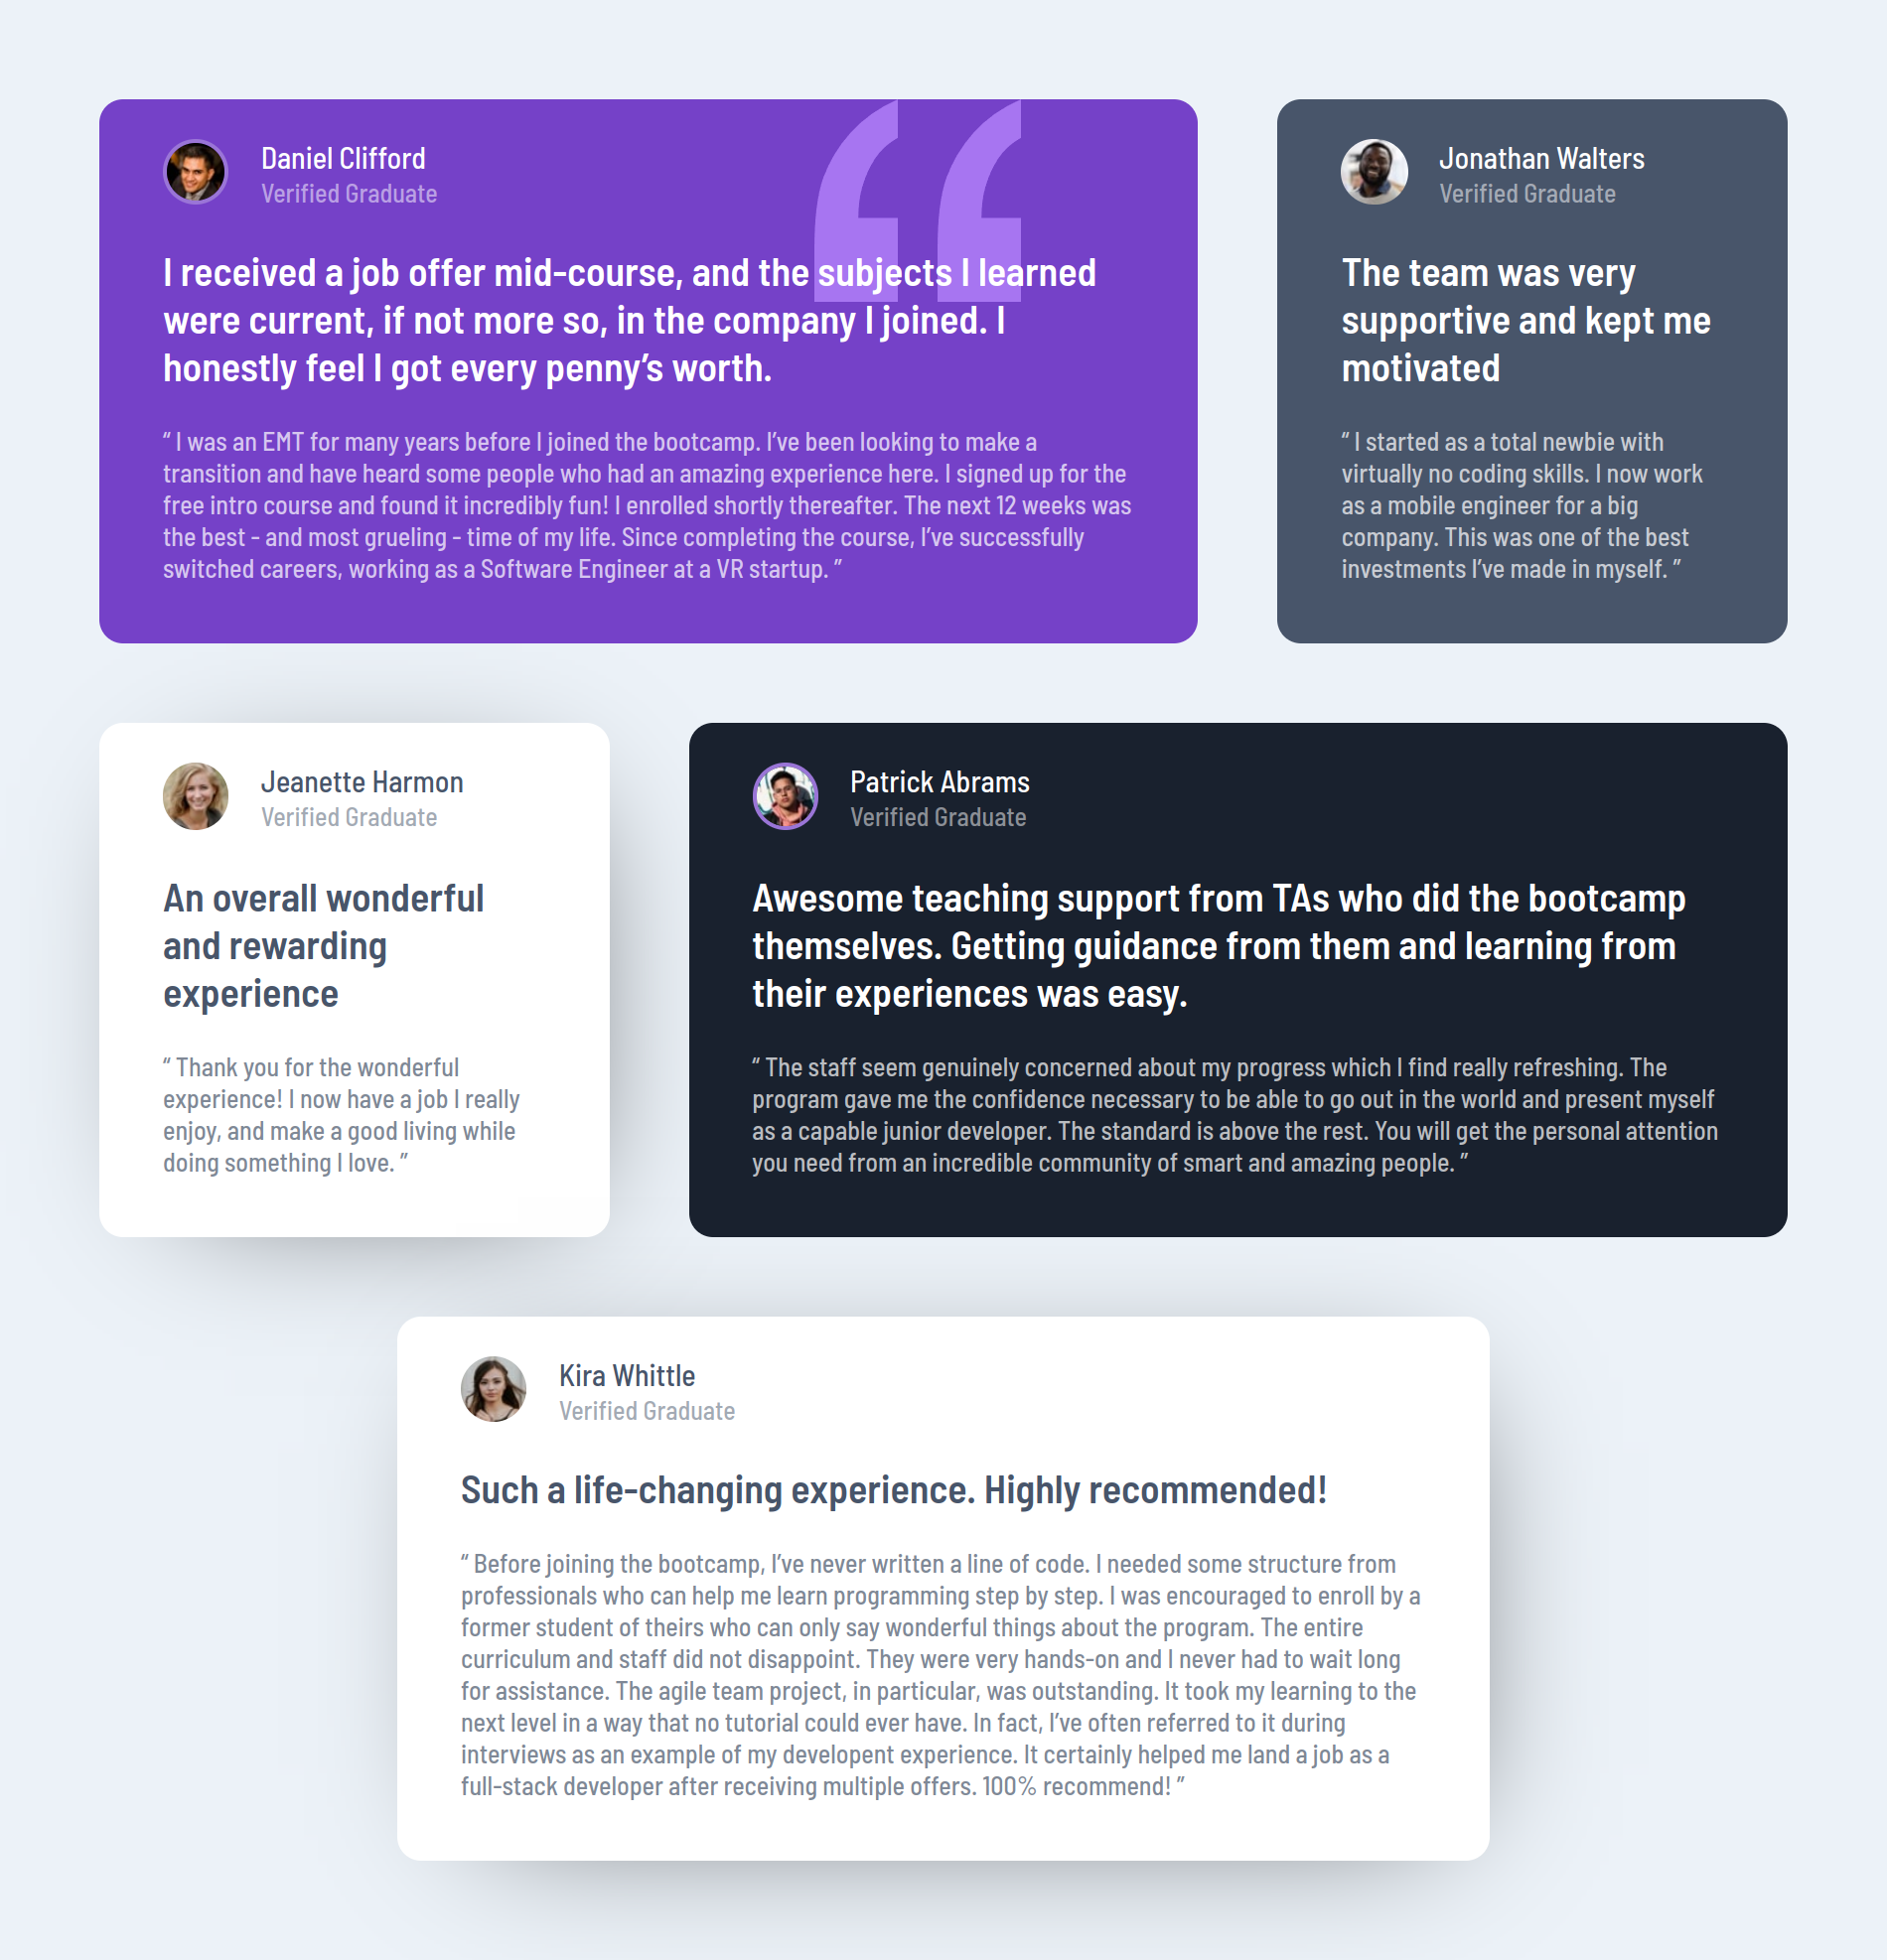 Daniel Clifford
Verified Graduate
I received a job offer mid-course, and the subjects I learned
were current, if not more so, in the company I joined. I
honestly feel I got every penny’s worth.
“ I was an EMT for many years before I joined the bootcamp. I’ve been looking to make a
transition and have heard some people who had an amazing experience here. I signed up for the
free intro course and found it incredibly fun! I enrolled shortly thereafter. The next 12 weeks was
the best - and most grueling - time of my life. Since completing the course, I’ve successfully
switched careers, working as a Software Engineer at a VR startup. ”
Jonathan Walters
Verified Graduate
The team was very
supportive and kept me
motivated
“ I started as a total newbie with
virtually no coding skills. I now work
as a mobile engineer for a big
company. This was one of the best
investments I’ve made in myself. ”
Jeanette Harmon
Verified Graduate
An overall wonderful
and rewarding
experience
“ Thank you for the wonderful
experience! I now have a job I really
enjoy, and make a good living while
doing something I love. ”
Patrick Abrams
Verified Graduate
Awesome teaching support from TAs who did the bootcamp
themselves. Getting guidance from them and learning from
their experiences was easy.
“ The staff seem genuinely concerned about my progress which I find really refreshing. The
program gave me the confidence necessary to be able to go out in the world and present myself
as a capable junior developer. The standard is above the rest. You will get the personal attention
you need from an incredible community of smart and amazing people. ”
Kira Whittle
Verified Graduate
Such a life-changing experience. Highly recommended!
“ Before joining the bootcamp, I’ve never written a line of code. I needed some structure from
professionals who can help me learn programming step by step. I was encouraged to enroll by a
former student of theirs who can only say wonderful things about the program. The entire
curriculum and staff did not disappoint. They were very hands-on and I never had to wait long
for assistance. The agile team project, in particular, was outstanding. It took my learning to the
next level in a way that no tutorial could ever have. In fact, I’ve often referred to it during
interviews as an example of my developent experience. It certainly helped me land a job as a
full-stack developer after receiving multiple offers. 100% recommend! ”